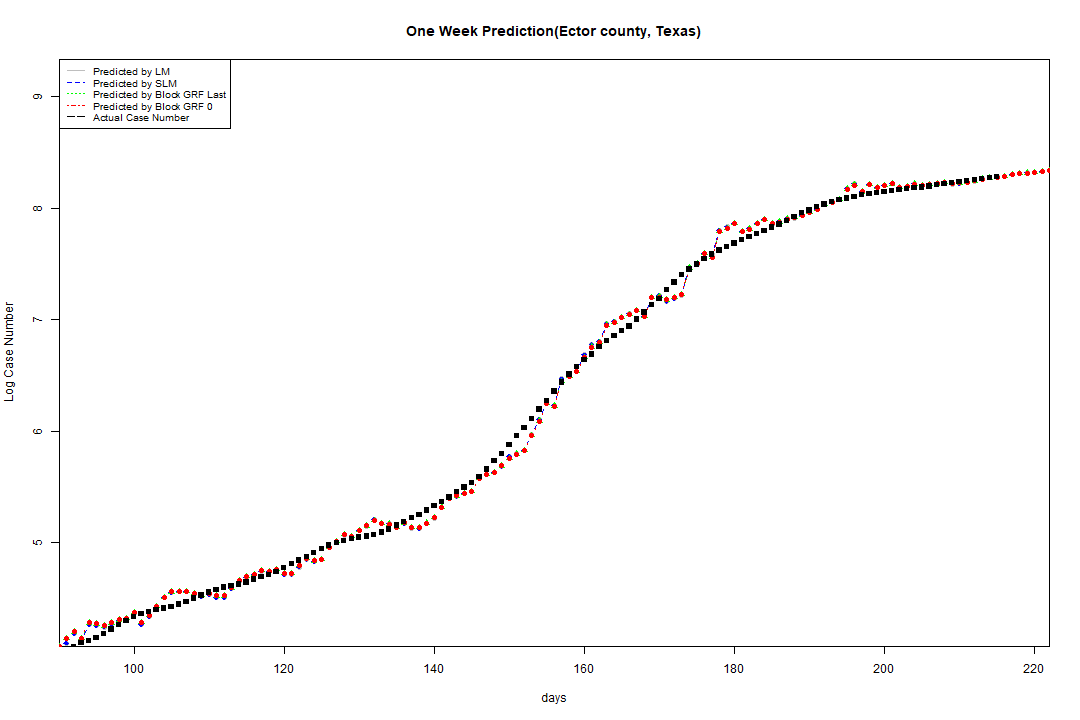 One Week Prediction(Ector county, Texas)
Predicted by LM
Predicted by SLM
Predicted by Block GRF Last
Predicted by Block GRF 0
Actual Case Number
9
8
7
6
5
Log Case Number
100 120 140 160 180 200 220
days